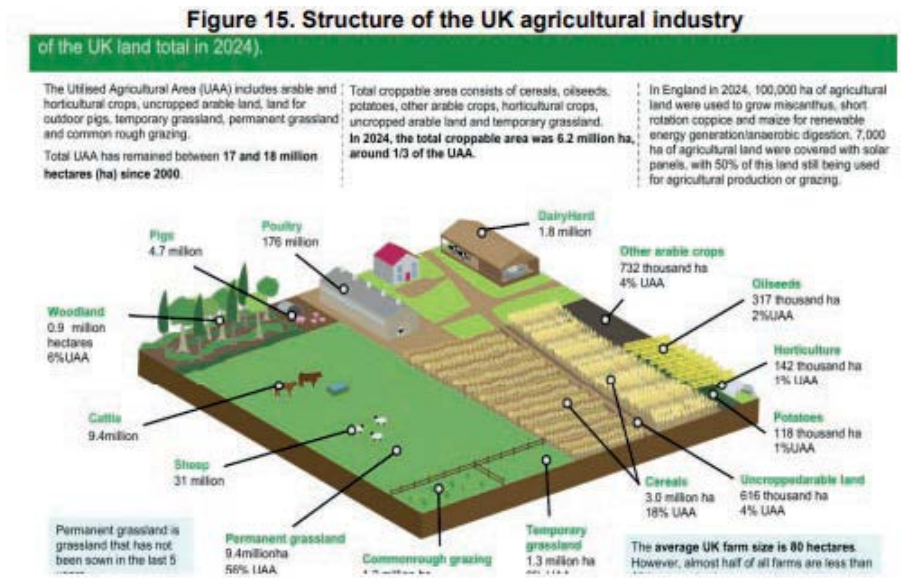 Figure 15. Structure of the UK agricultural industry
of the UK land total in 2024).
The Utilised Agricultural Area (UAA) includes arable and
horticultural crops, uncropped arable land, land for
outdoor pigs, temporary grassland, permanent grassland
and common rough grazing.
Total UAA has remained between 17 and 18 million
hectares (ha) since 2000.
Total croppable area consists of cereals, oilseeds,
potatoes, other arable crops, horticultural crops,
uncropped arable land and temporary grassland.
In 2024, the total croppable area was 6.2 million ha,
around 1/3 of the UAA.
In England in 2024, 100,000 ha of agricultural
land were used to grow miscanthus, short
rotation coppice and maize for renewable
energy generation/anaerobic digestion. 7,000
ha of agricultural land were covered with solar
panels, with 50% of this land still being used
for agricultural production or grazing.
Pigs
4.7 million
Poultry
176 million
DairyHerd
1.8 million
Other arable crops
732 thousand ha
4% UAA
Oilseeds
317 thousand ha
2%UAA
Woodland
0.9 million
hectares
6%UAA
Horticulture
142 thousand ha
1% UAA
Cattle
9.4million
Potatoes
118 thousand ha
1%UAA
Sheep
31 million
Cereals
3.0 million ha
18% UAA
Uncroppedarable land
616 thousand ha
4% UAA
Permanent grassland is
grassland that has not
been sown in the last 5
Permanent grassland
9.4millionha
56% UAA
Commonrough grazing
Temporary
grassland
1.3 million ha
The average UK farm size is 80 hectares
However, almost half of all farms are less than